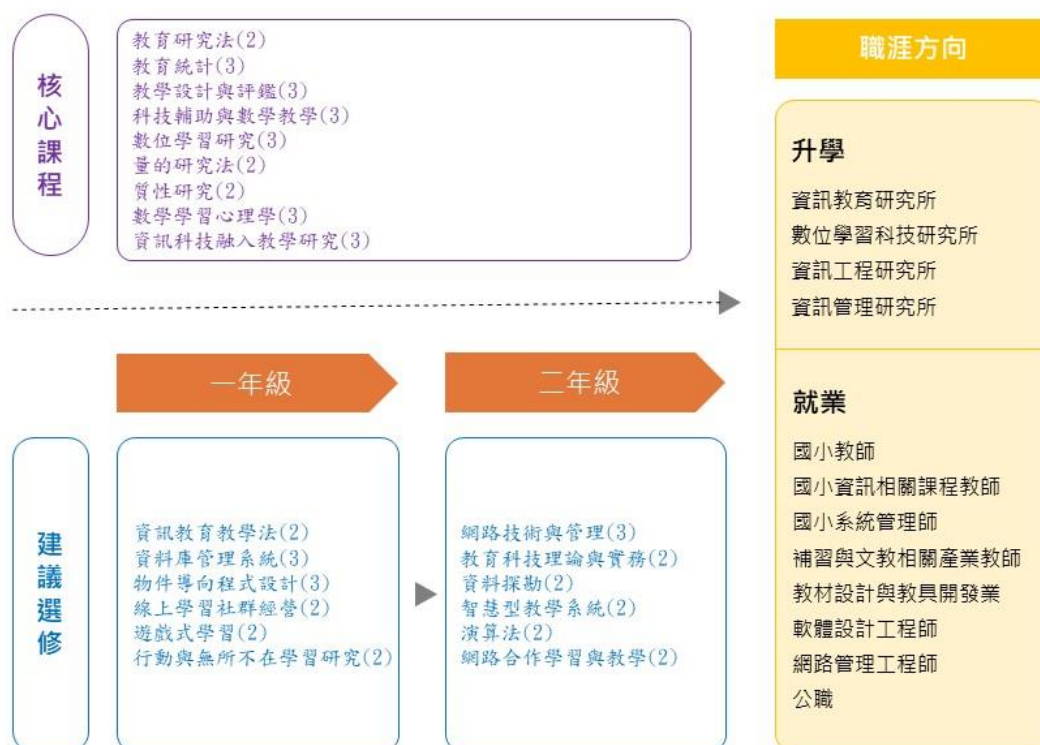 核心課程
教育研究法(2)
教育統計(3)
教學設計與評鑑(3)
科技輔助與數學教學(3)
數位學習研究(3)
量的研究法(2)
質性研究(2)
數學學習心理學(3)
資訊科技融入教學研究(3)
一年級
二年級
建議選修
資訊教育教學法(2)
資料庫管理系統(3)
物件導向程式設計(3)
線上學習社群經營(2)
遊戲式學習(2)
行動與無所不在學習研究(2)
網路技術與管理(3)
教育科技理論與實務(2)
資料探勘(2)
智慧型教學系統(2)
演算法(2)
網路合作學習與教學(2)
職涯方向
升學
資訊教育研究所
數位學習科技研究所
資訊工程研究所
資訊管理研究所
就業
國小教師
國小資訊相關課程教師
國小系統管理師
補習與文教相關產業教師
教材設計與教具開發業
軟體設計工程師
網路管理工程師
公職